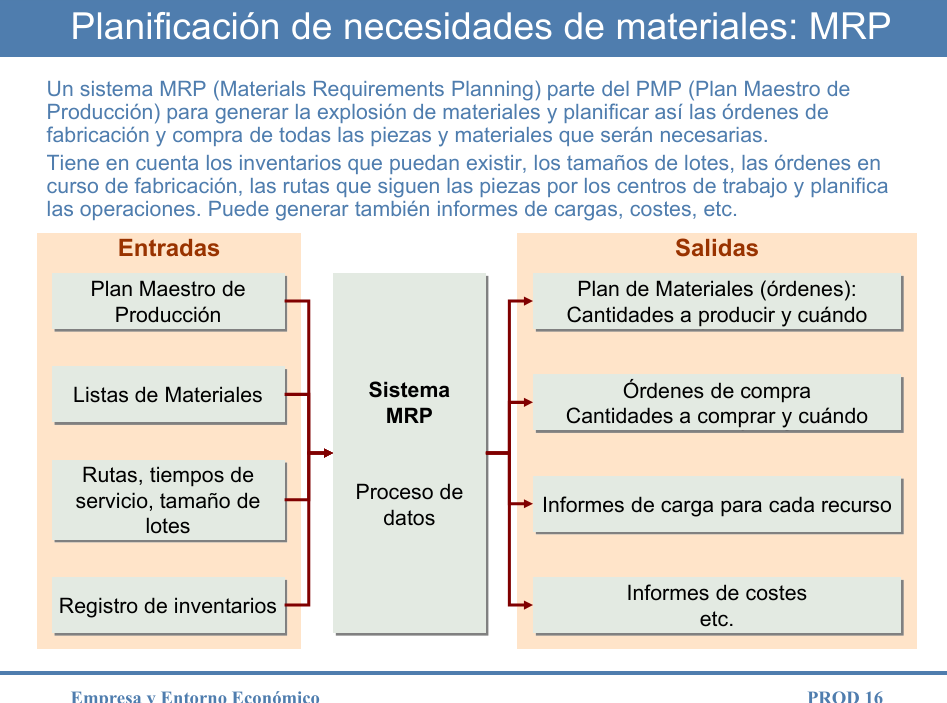 Planificación de necesidades de materiales: MRP
Un sistema MRP (Materials Requirements Planning) parte del PMP (Plan Maestro de
Producción) para generar la explosión de materiales y planificar así las órdenes de
fabricación y compra de todas las piezas y materiales que serán necesarias.
Tiene en cuenta los inventarios que puedan existir, los tamaños de lotes, las órdenes en
curso de fabricación, las rutas que siguen las piezas por los centros de trabajo y planifica
las operaciones. Puede generar también informes de cargas, costes, etc.
Entradas
Plan Maestro de
Producción
Listas de Materiales
Rutas, tiempos de
servicio, tamaño de
lotes
Registro de inventarios
Sistema
MRP
Proceso de
datos
Salidas
Plan de Materiales (órdenes):
Cantidades a producir y cuándo
Órdenes de compra
Cantidades a comprar y cuándo
Informes de carga para cada recurso
Informes de costes
etc.
Empresa y Entorno Económico
PROD 16